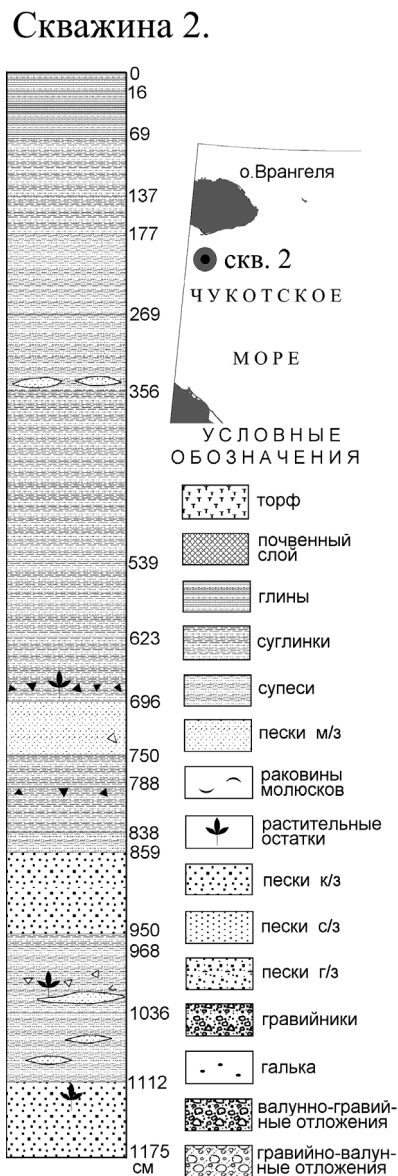 Скважина 2.
0
16
69
137
177
269
356
539
623
696
750
788
838
859
950
968
1036
1112
1175
см
о.Врангеля
скв. 2
ЧУКОТСКОЕ
МОРЕ
УСЛОВНЫЕ
ОБОЗНАЧЕНИЯ
торф
почвенный
слой
глины
суглинки
супеси
пески м/з
раковины
молюсков
растительные
остатки
пески к/з
пески с/з
пески г/з
гравийники
галька
валунно-гравий-
ные отложения
гравийно-валун-
ные отложения